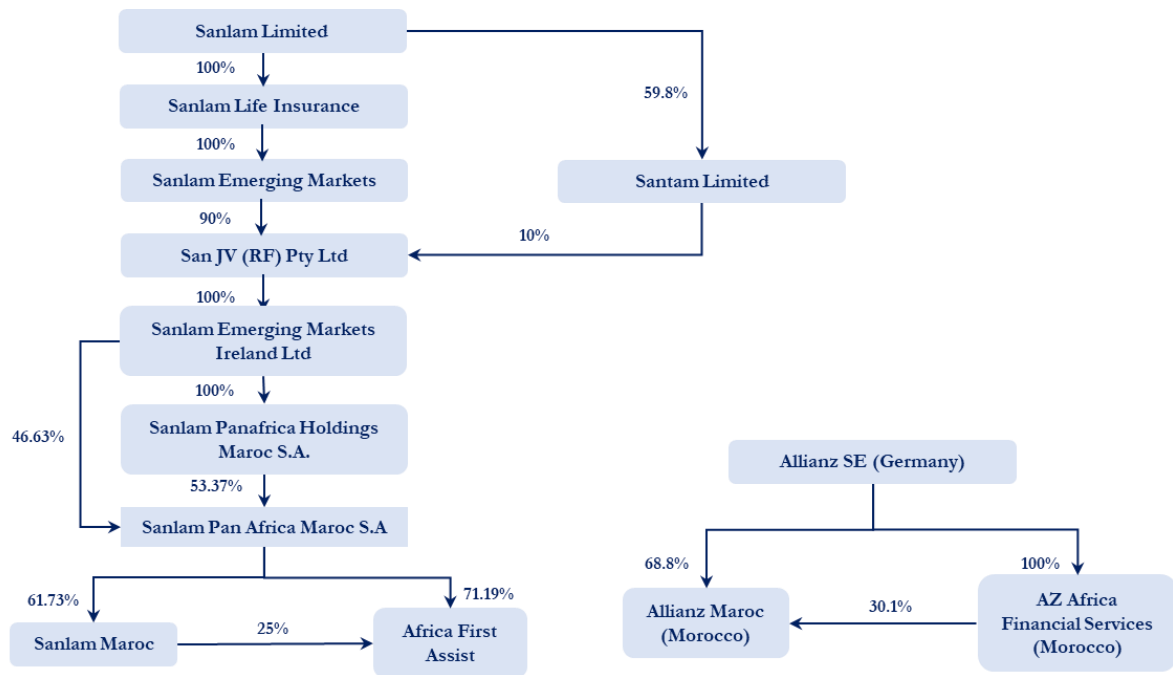 Sanlam Limited
100%
59.8%
Sanlam Life Insurance
100%
Sanlam Emerging Markets
Santam Limited
90%
10%
San JV (RF) Pty Ltd
100%
Sanlam Emerging Markets
Ireland Ltd
100%
46.63%
Sanlam Panafrica Holdings
Maroc S.A.
53.37%
Sanlam Pan Africa Maroc S.A
61.73%
71.19%
Sanlam Maroc
25%
Africa First
Assist
Allianz SE (Germany)
68.8%
100%
Allianz Maroc
(Morocco)
30.1%
AZ Africa
Financial Services
(Morocco)